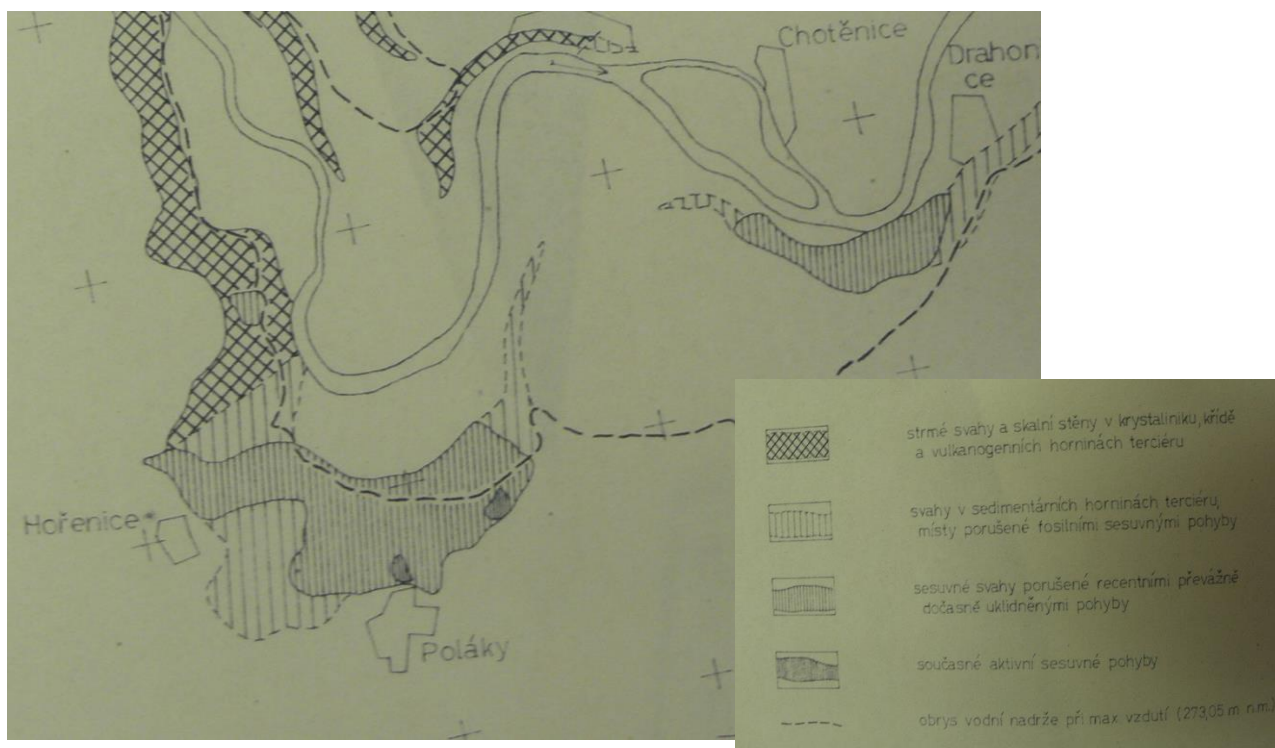 Chotěnice
Drahon
ce
Hořenice
Poláky
strmé svahy a skalní stěny v krystaliniku, křídě
a vulkanogenních horninách terciéru
svahy v sedimentárních horninách terciéru,
místy porušené fosilními sesuvnými pohyby
sesuvné svahy porušené recentními převážně
dočasně uklidněnými pohyby
současné aktivní sesuvné pohyby
obrys vodní nadrže při max. vzdutí (273,05 m n.m.)